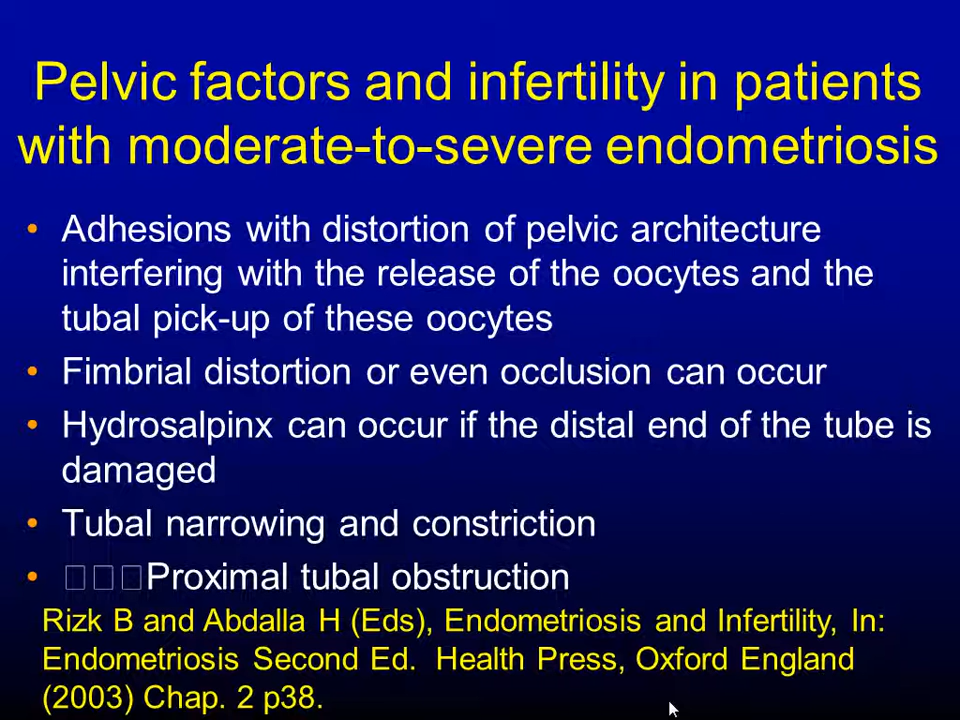 Pelvic factors and infertility in patients
with moderate-to-severe endometriosis
• Adhesions with distortion of pelvic architecture
interfering with the release of the oocytes and the
tubal pick-up of these oocytes
• Fimbrial distortion or even occlusion can occur
• Hydrosalpinx can occur if the distal end of the tube is
damaged
• Tubal narrowing and constriction
• □□□Proximal tubal obstruction
Rizk B and Abdalla H (Eds), Endometriosis and Infertility, In:
Endometriosis Second Ed. Health Press, Oxford England
(2003) Chap. 2 p38.